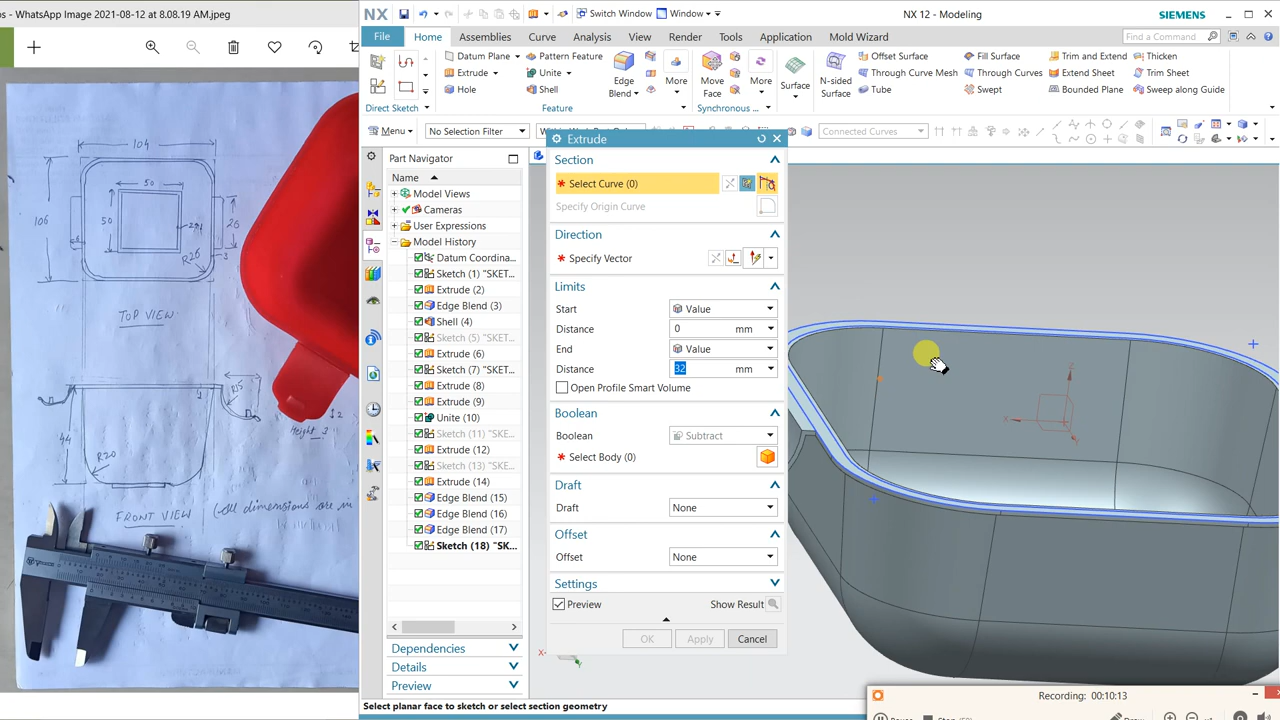 os - WhatsApp Image 2021-08-12 at 8.08.19 AM.jpeg
NX
Switch Window
Window
NX 12 - Modeling
SIEMENS
File
Home
Assemblies
Curve
Analysis
View
Render
Tools
Application
Mold Wizard
Find a Command
Datum Plane
Pattern Feature
Extrude
Unite
Hole
Shell
Edge
Blend
More
Move
Face
More
Surface
N-sided
Surface
Offset Surface
Through Curve Mesh
Tube
Fill Surface
Through Curves
Swept
Trim and Extend
Extend Sheet
Bounded Plane
Thicken
Trim Sheet
Sweep along Guide
Direct Sketch
Feature
Synchronous ..
Menu
No Selection Filter
Connected Curves
Part Navigator
Name
Model Views
Cameras
User Expressions
Model History
Datum Coordina...
Sketch (1) "SKET...
Extrude (2)
Edge Blend (3)
Shell (4)
Sketch (5) "SKET...
Extrude (6)
Sketch (7) "SKET...
Extrude (8)
Extrude (9)
Unite (10)
Sketch (11) "SKE...
Extrude (12)
Sketch (13) "SKE...
Extrude (14)
Edge Blend (15)
Edge Blend (16)
Edge Blend (17)
Sketch (18) "SK...
Dependencies
Details
Preview
Extrude
Section
* Select Curve (0)
Specify Origin Curve
Direction
* Specify Vector
Limits
Start
Value
Distance
0
mm
End
Value
Distance
32
mm
Open Profile Smart Volume
Boolean
Boolean
Subtract
* Select Body (0)
Draft
Draft
None
Offset
Offset
None
Settings
Preview
Show Result
OK
Apply
Cancel
Select planar face to sketch or select section geometry
Recording: 00:10:13
104
50
106
50
26
3
R26
TOP VIEW
R15
2
Height 3
44
R20
FRONT VIEW
(All dimensions are in
X
X